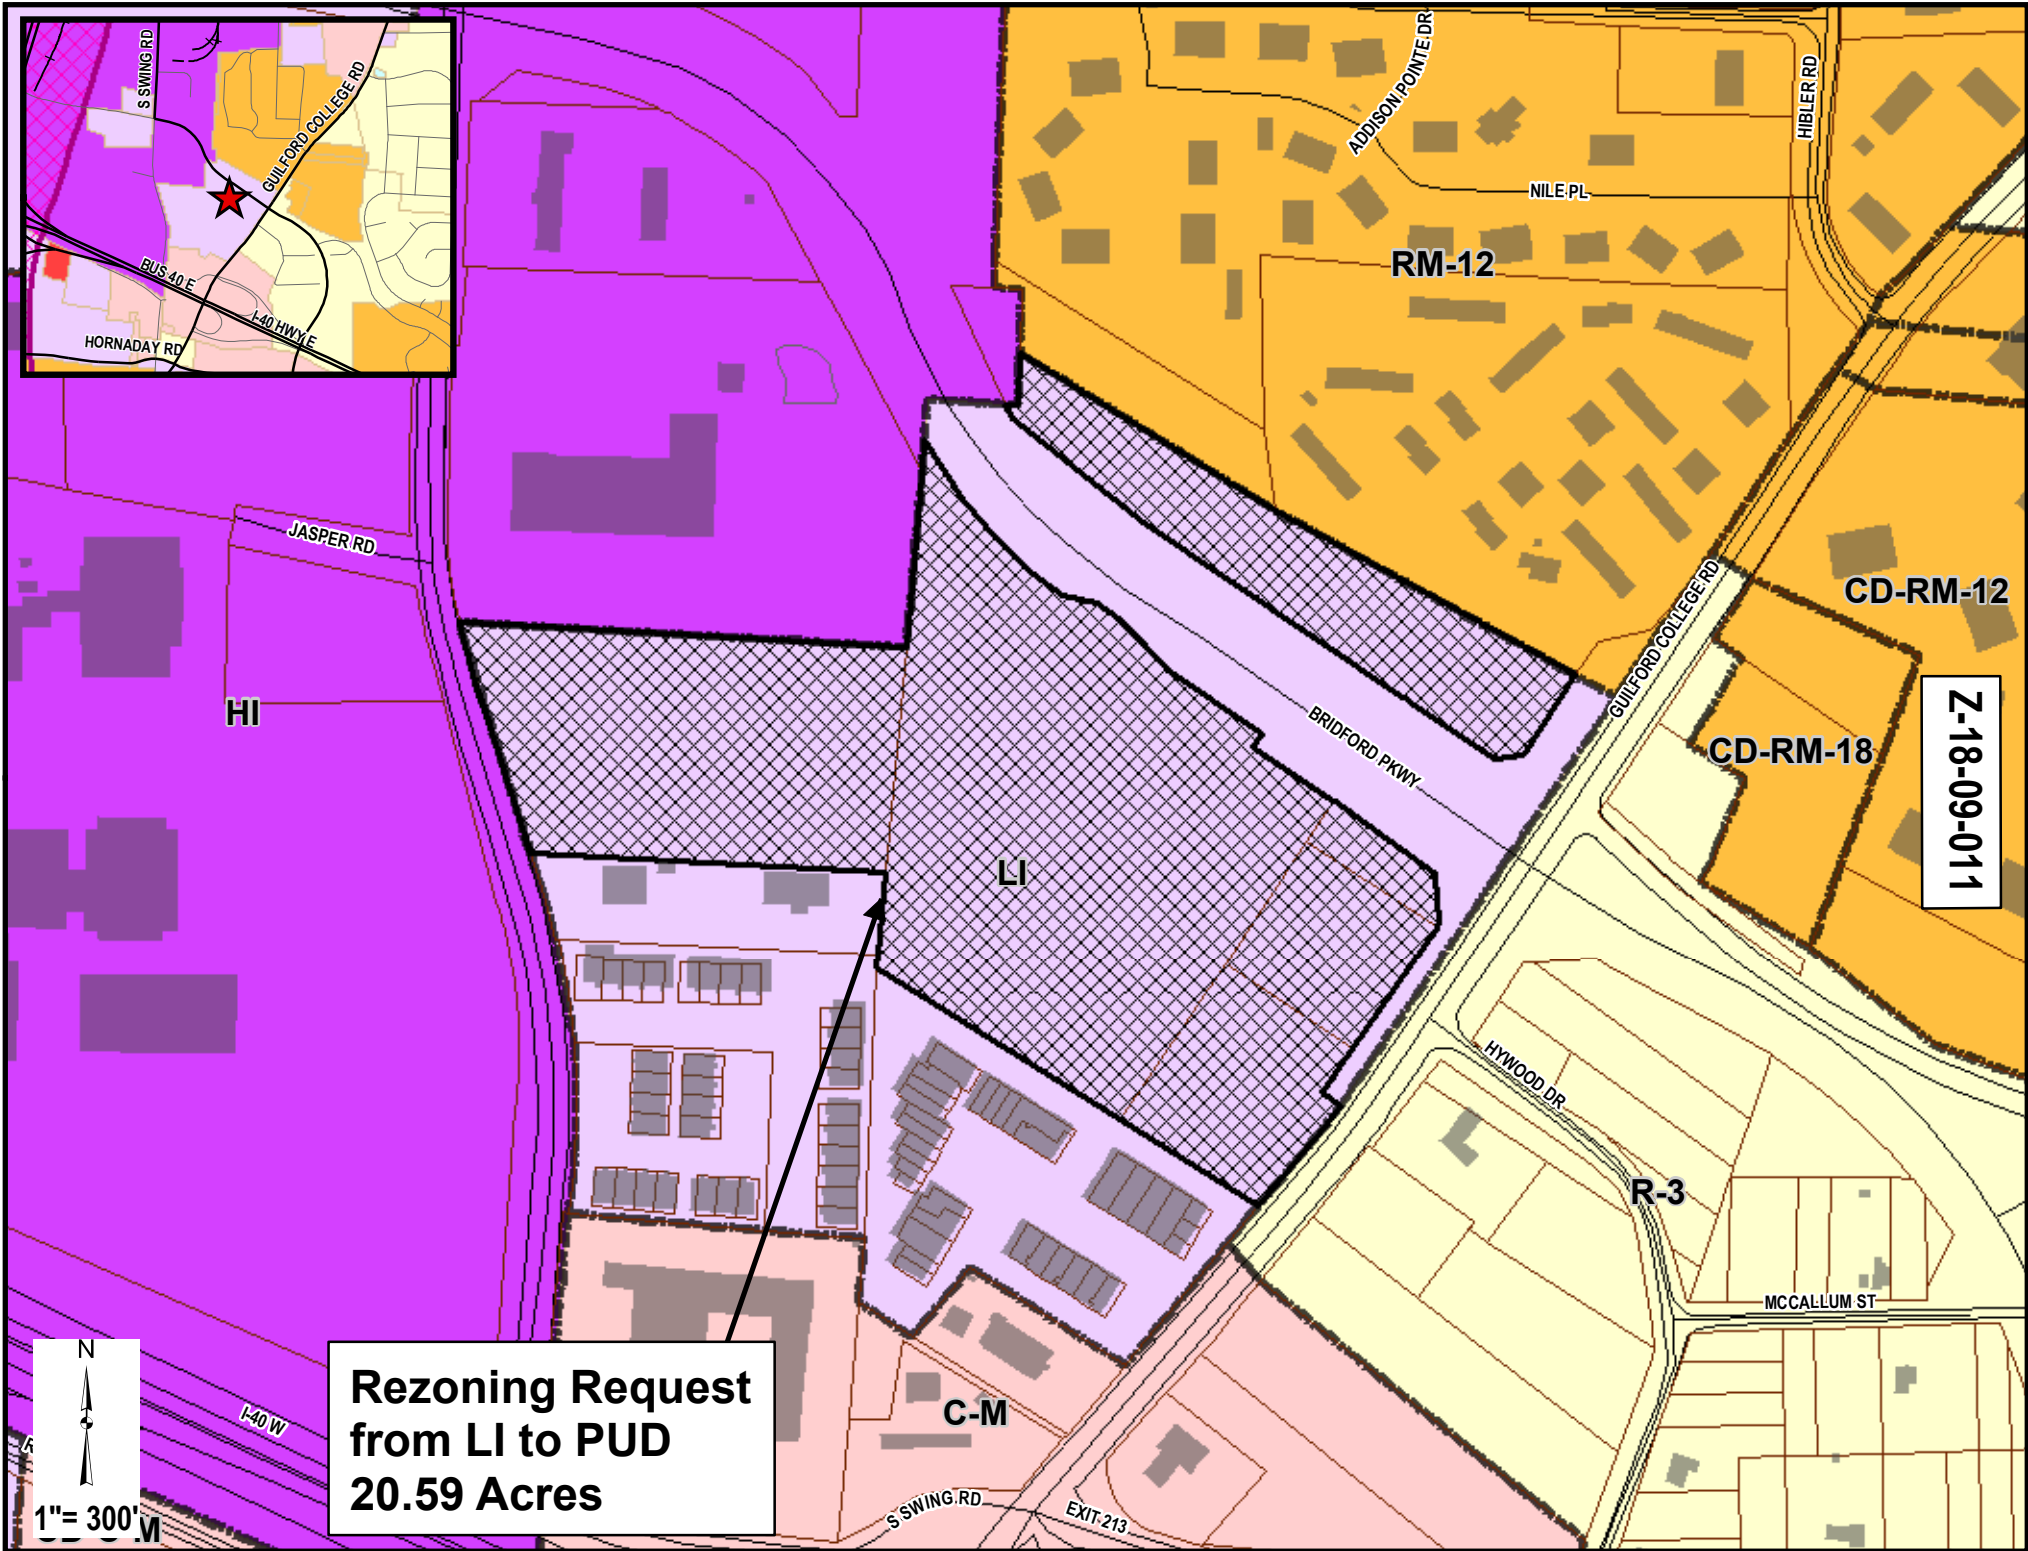 S SWING RD
GUILFORD COLLEGE RD
BUS 40 E
I-40 HWY E
HORNADAY RD
ADDISON POINTE DR
HIBLER RD
NILE PL
RM-12
JASPER RD
CD-RM-12
GUILFORD COLLEGE RD
HI
BRIDFORD PKWY
CD-RM-18
Z-18-09-011
LI
HYWOOD DR
R-3
MCCALLUM ST
N
I-40 W
Rezoning Request
from LI to PUD
20.59 Acres
C-M
S SWING RD
EXIT 213
1"= 300'
M